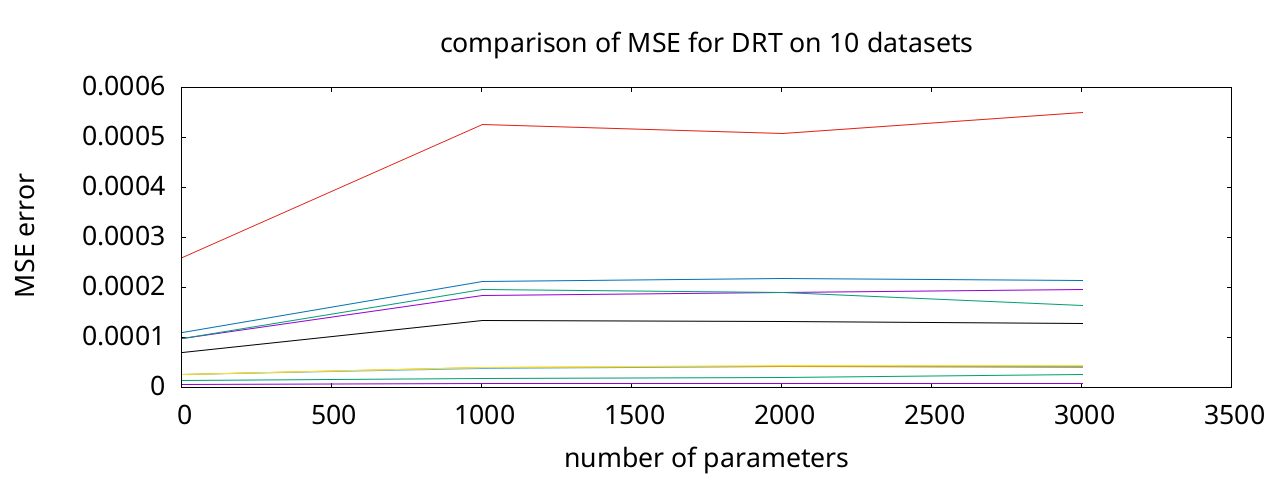 comparison of MSE for DRT on 10 datasets
0.0006
0.0005
0.0004
0.0003
0.0002
0.0001
0
MSE error
0 500 1000 1500 2000 2500 3000 3500
number of parameters